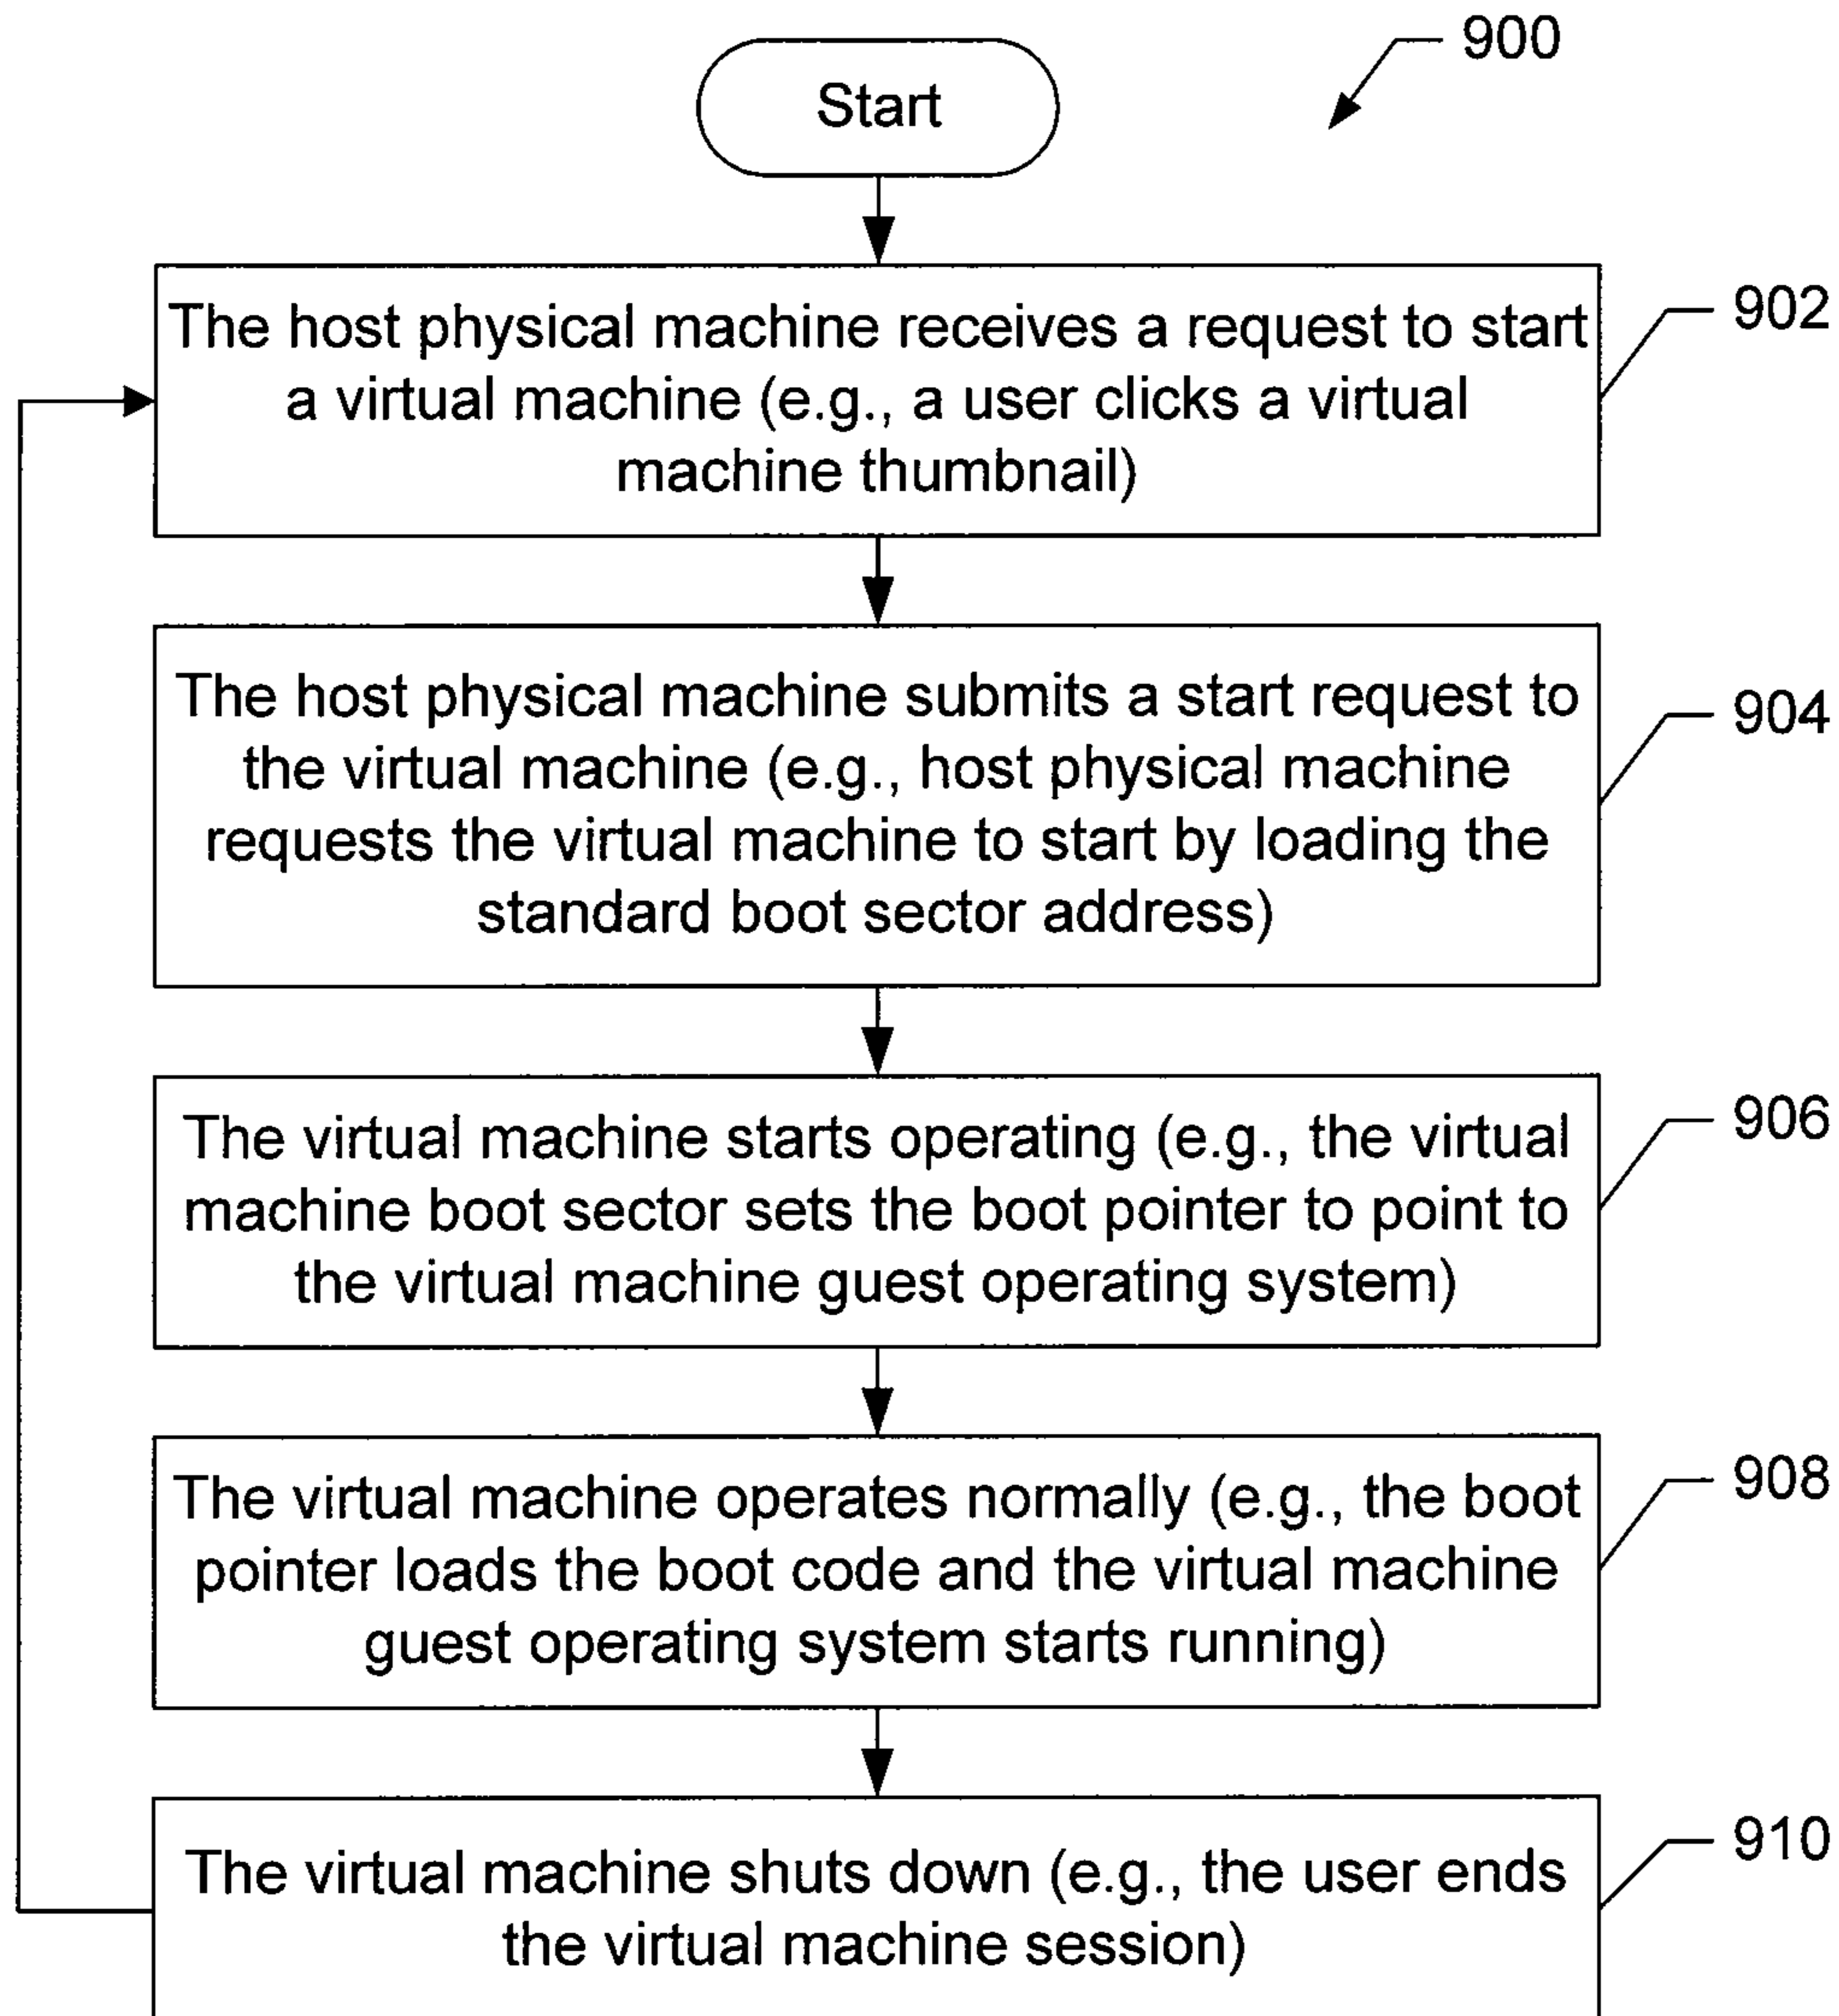 900
Start
The host physical machine receives a request to start
a virtual machine (e.g., a user clicks a virtual
machine thumbnail)
902
The host physical machine submits a start request to
the virtual machine (e.g., host physical machine
requests the virtual machine to start by loading the
standard boot sector address)
904
The virtual machine starts operating (e.g., the virtual
machine boot sector sets the boot pointer to point to
the virtual machine guest operating system)
906
The virtual machine operates normally (e.g., the boot
pointer loads the boot code and the virtual machine
guest operating system starts running)
908
The virtual machine shuts down (e.g., the user ends
the virtual machine session)
910